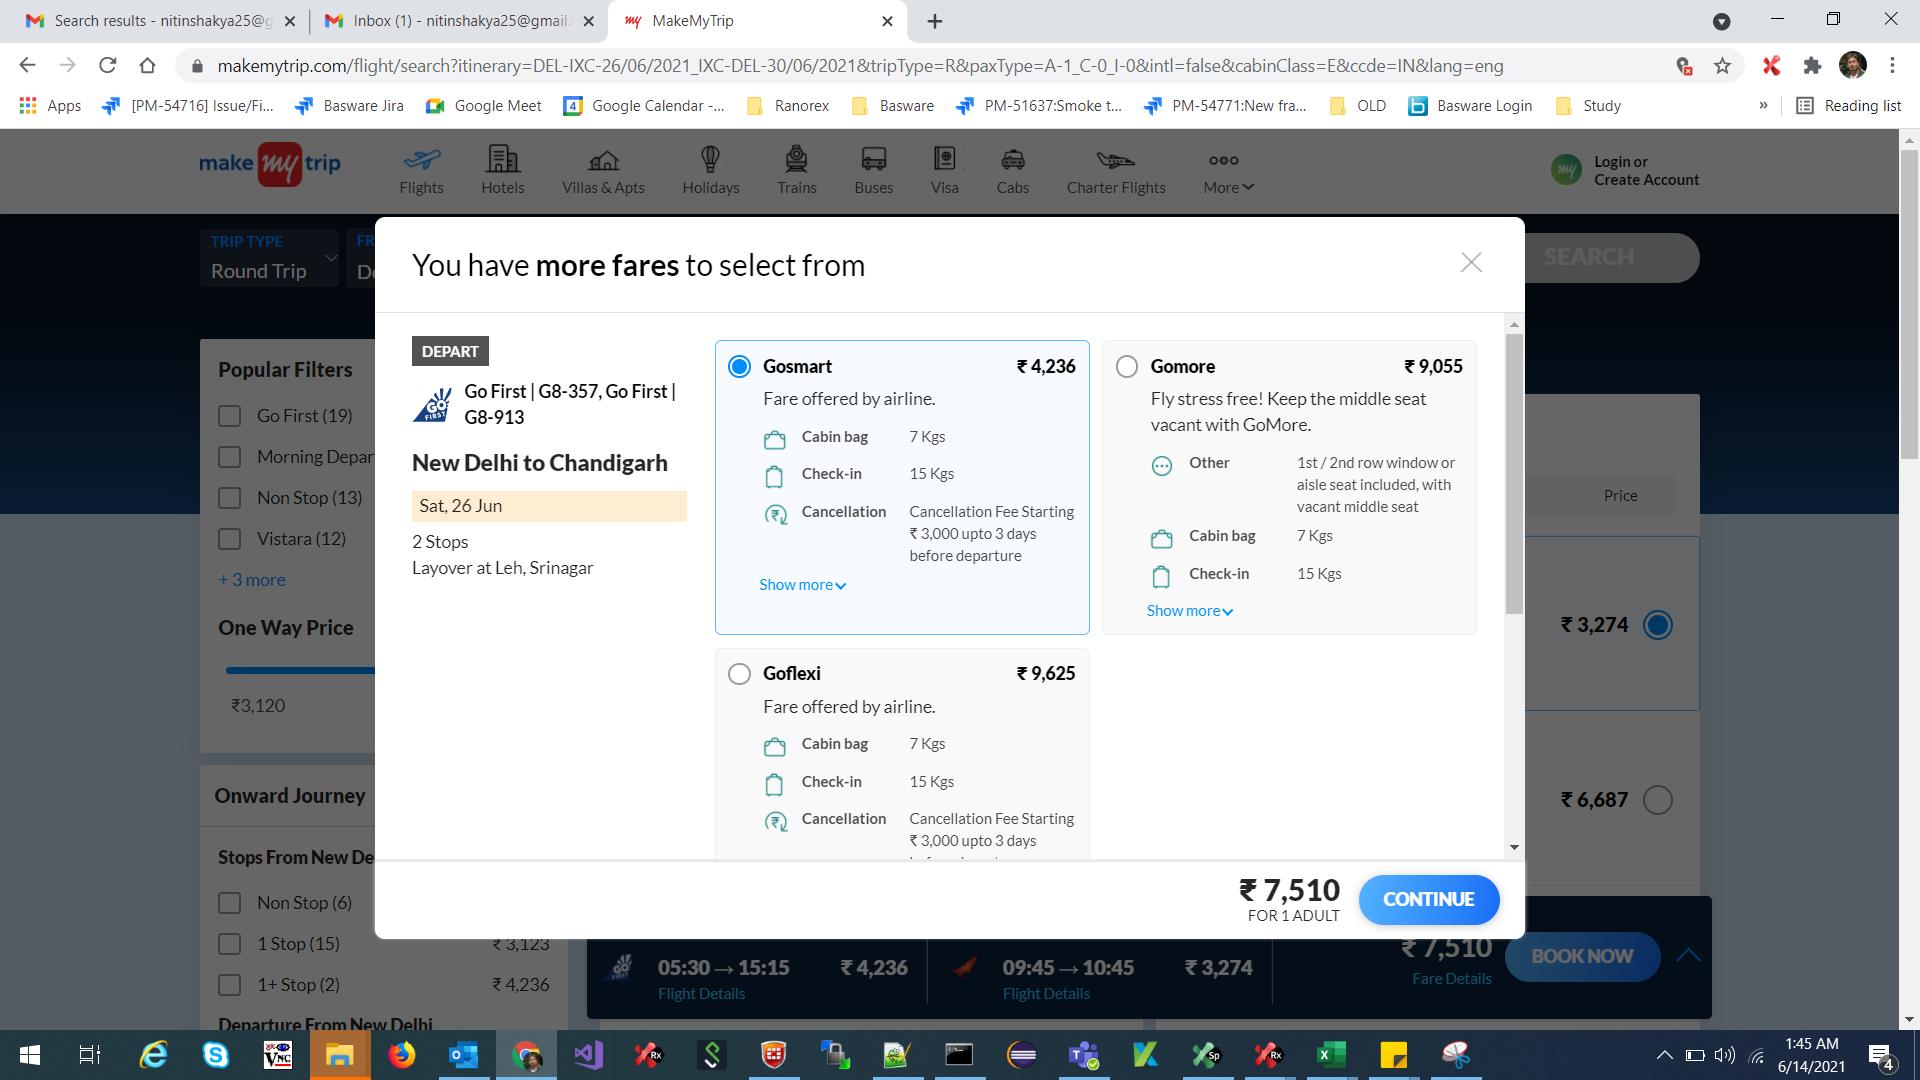 Search results - nitinshakya25@g
Inbox (1) - nitinshakya25@gmail.
my MakeMyTrip
makemytrip.com/flight/search?itinerary=DEL-IXC-26/06/2021_IXC-DEL-30/06/2021&tripType=R&paxType=A-1_C-0_I-0&intl=false&cabinClass=E&ccde=IN&lang=eng
Apps
[PM-54716] Issue/Fi...
Basware Jira
Google Meet
4 Google Calendar -...
Ranorex
Basware
PM-51637:Smoke t...
PM-54771:New fra...
OLD
b Basware Login
Study
»
Reading list
make my trip
Flights
Hotels
Villas & Apts
Holidays
Trains
Buses
Visa
Cabs
Charter Flights
More
my Login or
Create Account
TRIP TYPE
Round Trip
FR
De
SEARCH
You have more fares to select from
DEPART
GO FIRST
Go First | G8-357, Go First |
G8-913
New Delhi to Chandigarh
Sat, 26 Jun
2 Stops
Layover at Leh, Srinagar
Gosmart ₹ 4,236
Fare offered by airline.
Cabin bag 7 Kgs
Check-in 15 Kgs
Cancellation Cancellation Fee Starting
₹ 3,000 upto 3 days
before departure
Show more
Gomore ₹ 9,055
Fly stress free! Keep the middle seat
vacant with GoMore.
Other 1st / 2nd row window or
aisle seat included, with
vacant middle seat
Cabin bag 7 Kgs
Check-in 15 Kgs
Show more
Goflexi ₹ 9,625
Fare offered by airline.
Cabin bag 7 Kgs
Check-in 15 Kgs
Cancellation Cancellation Fee Starting
₹ 3,000 upto 3 days
₹ 7,510
FOR 1 ADULT
CONTINUE
Popular Filters
Go First (19)
Morning Depar
Non Stop (13)
Vistara (12)
+ 3 more
One Way Price
₹3,120
Onward Journey
Stops From New De
Non Stop (6)
1 Stop (15) ₹ 3,123
1+ Stop (2) ₹ 4,236
Departure From New Delhi
Price
₹ 3,274
₹ 6,687
GO FIRST
05:30 → 15:15 ₹ 4,236
Flight Details
09:45 → 10:45 ₹ 3,274
Flight Details
₹ 7,510
Fare Details
BOOK NOW
VNC
Rx
Sp
Rx
1:45 AM
6/14/2021
4